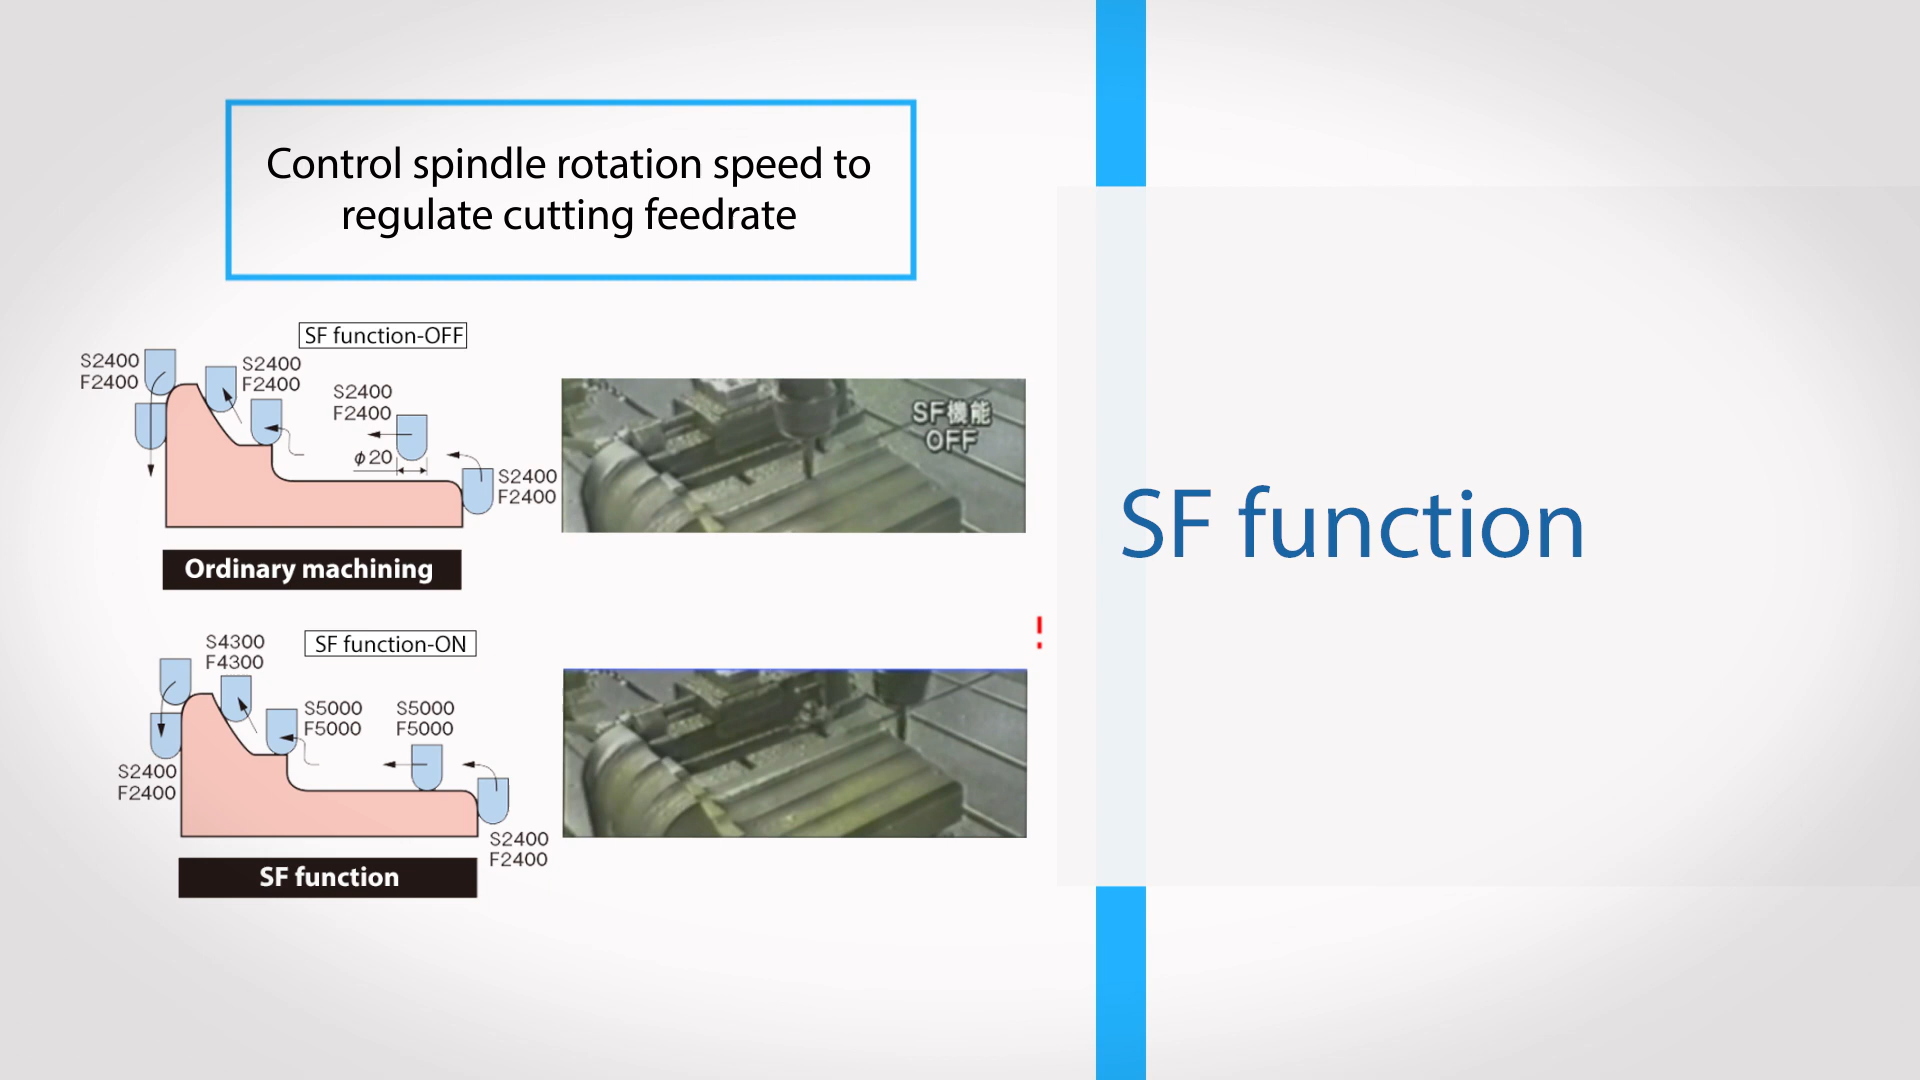 Control spindle rotation speed to
regulate cutting feedrate
SF function-OFF
S2400
F2400
S2400
F2400
S2400
F2400
ϕ20
S2400
F2400
SF機能
OFF
Ordinary machining
SF function-ON
S4300
F4300
S5000
F5000
S5000
F5000
S2400
F2400
S2400
F2400
SF function
!
SF function